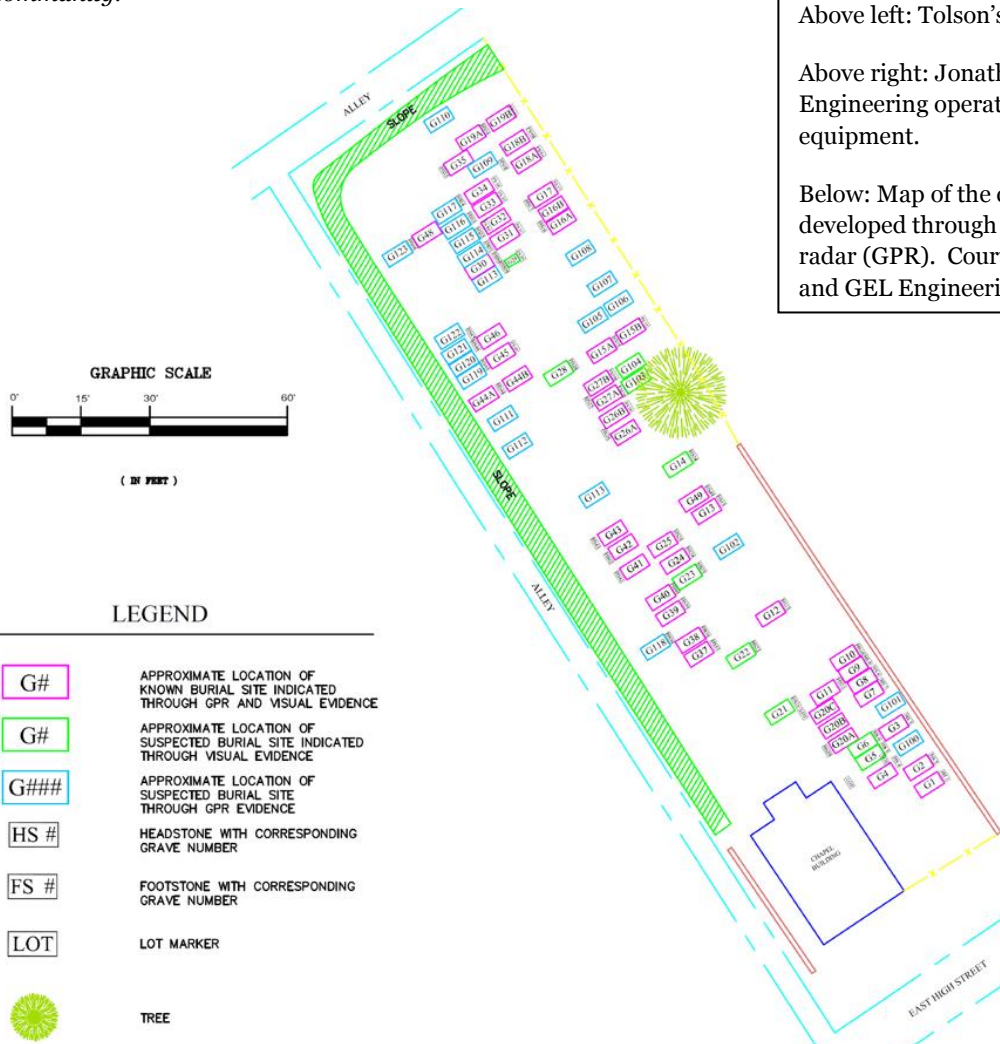 community.
Above left: Tolson's
Above right: Jonath
Engineering operat
equipment.
Below: Map of the c
developed through
radar (GPR). Court
and GEL Engineeri
ALLEY
SLOPE
G110
G19B
G19A
G18B
G18A
G35
G109
G34
G33
G32
G31
G17
G16B
G16A
G117
G116
G115
G114
G30
G113
G48
G123
G108
G107
G106
G105
G15B
G15A
G122
G121
G120
G119
G46
G45
G44B
G44A
G28
G104
G103
G27B
G27A
G26B
G26A
G111
G112
GRAPHIC SCALE
0' 15' 30' 60'
( IN FEET )
SLOPE
G14
G113
G49
G13
G43
G42
G41
G25
G24
G23
G102
G40
G39
G12
ALLEY
G118
G38
G37
G22
G10
G9
G8
G7
G101
G11
G20C
G20B
G20A
G21
G3
G100
G6
G5
G4
G2
G1
CHAPEL
BUILDING
EAST HIGH STREET
LEGEND
G#
APPROXIMATE LOCATION OF
KNOWN BURIAL SITE INDICATED
THROUGH GPR AND VISUAL EVIDENCE
G#
APPROXIMATE LOCATION OF
SUSPECTED BURIAL SITE INDICATED
THROUGH VISUAL EVIDENCE
G###
APPROXIMATE LOCATION OF
SUSPECTED BURIAL SITE
THROUGH GPR EVIDENCE
HS #
HEADSTONE WITH CORRESPONDING
GRAVE NUMBER
FS #
FOOTSTONE WITH CORRESPONDING
GRAVE NUMBER
LOT
LOT MARKER
TREE